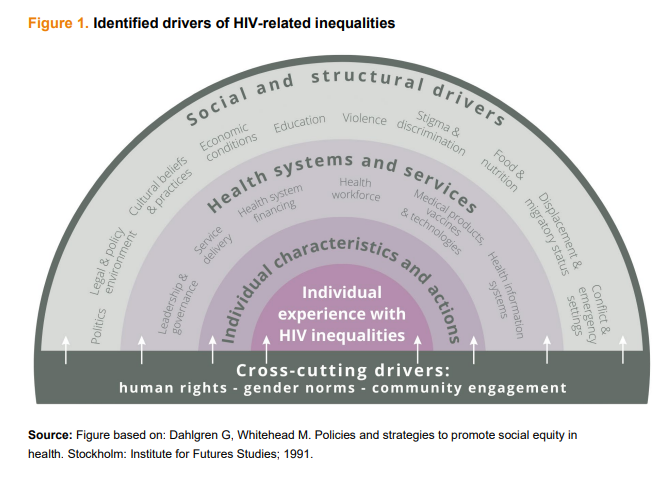 Figure 1. Identified drivers of HIV-related inequalities
Social and structural drivers
Politics
Legal & policy
environment
Cultural beliefs
& practices
Economic
conditions
Education
Violence
Stigma &
discrimination
Food &
nutrition
Displacement &
migratory status
Conflict &
emergency
settings
Health systems and services
Leadership &
governance
Service
delivery
Health system
financing
Health
workforce
Medical products,
vaccines
& technologies
Health information
systems
Individual characteristics and actions
Individual
experience with
HIV inequalities
Cross-cutting drivers:
human rights - gender norms - community engagement
Source: Figure based on: Dahlgren G, Whitehead M. Policies and strategies to promote social equity in
health. Stockholm: Institute for Futures Studies; 1991.